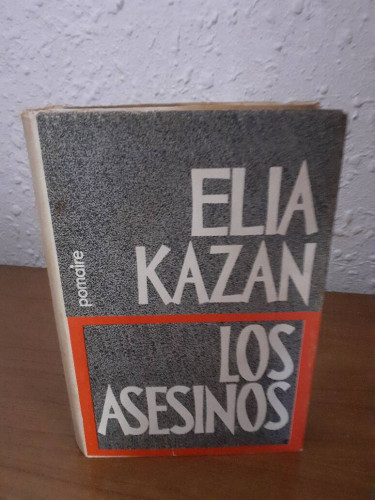 ELIA
KAZAN
pomaire
LOS
ASESINOS